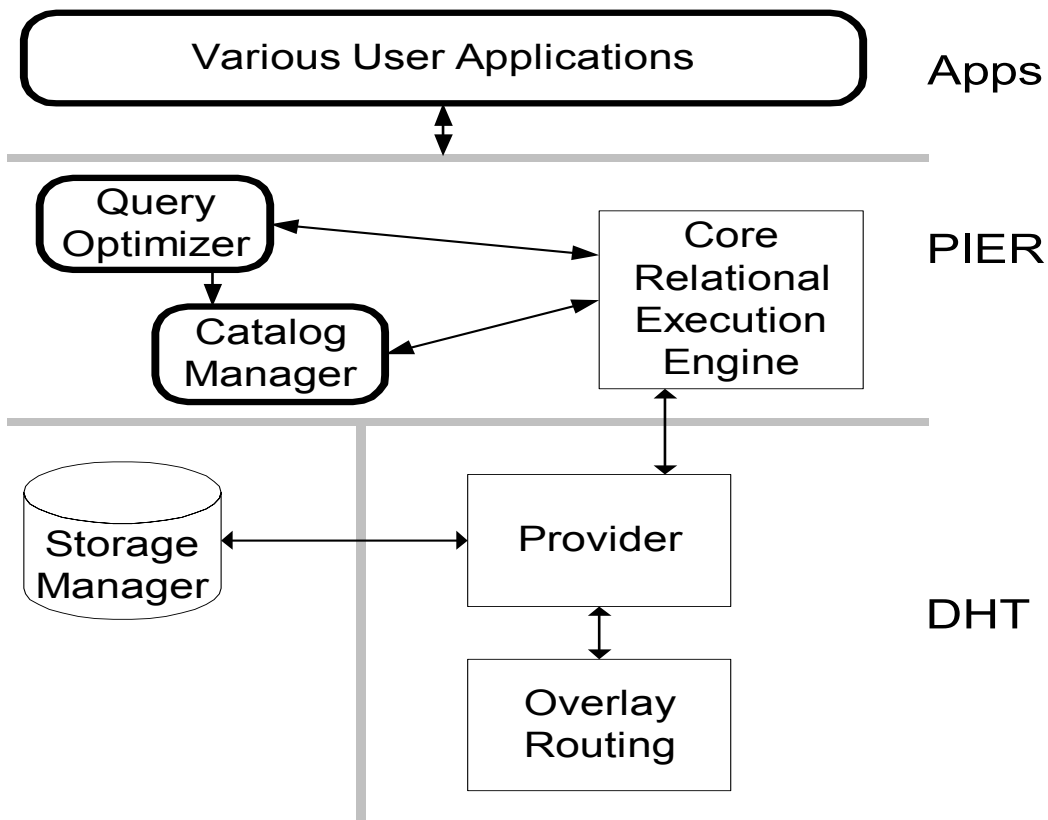 Various User Applications
Apps
Query
Optimizer
Catalog
Manager
Core
Relational
Execution
Engine
PIER
Storage
Manager
Provider
Overlay
Routing
DHT